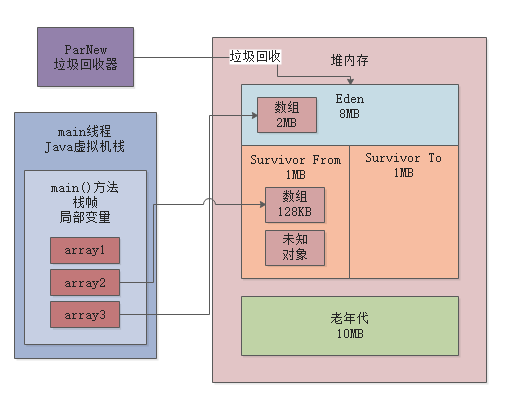 ParNew
垃圾回收器
垃圾回收
堆内存
Eden
8MB
数组
2MB
main线程
Java虚拟机栈
main()方法
栈帧
局部变量
array1
array2
array3
Survivor From
1MB
Survivor To
1MB
数组
128KB
未知
对象
老年代
10MB